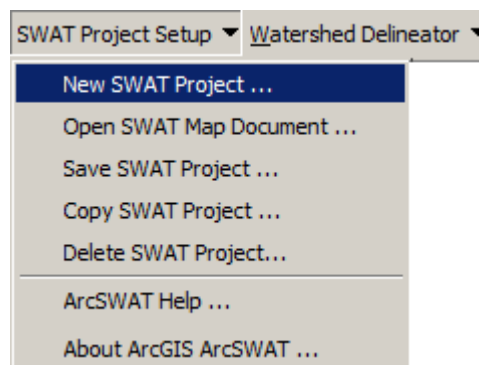 SWAT Project Setup Watershed Delineator
New SWAT Project ...
Open SWAT Map Document ...
Save SWAT Project ...
Copy SWAT Project ...
Delete SWAT Project...
ArcSWAT Help ...
About ArcGIS ArcSWAT ...